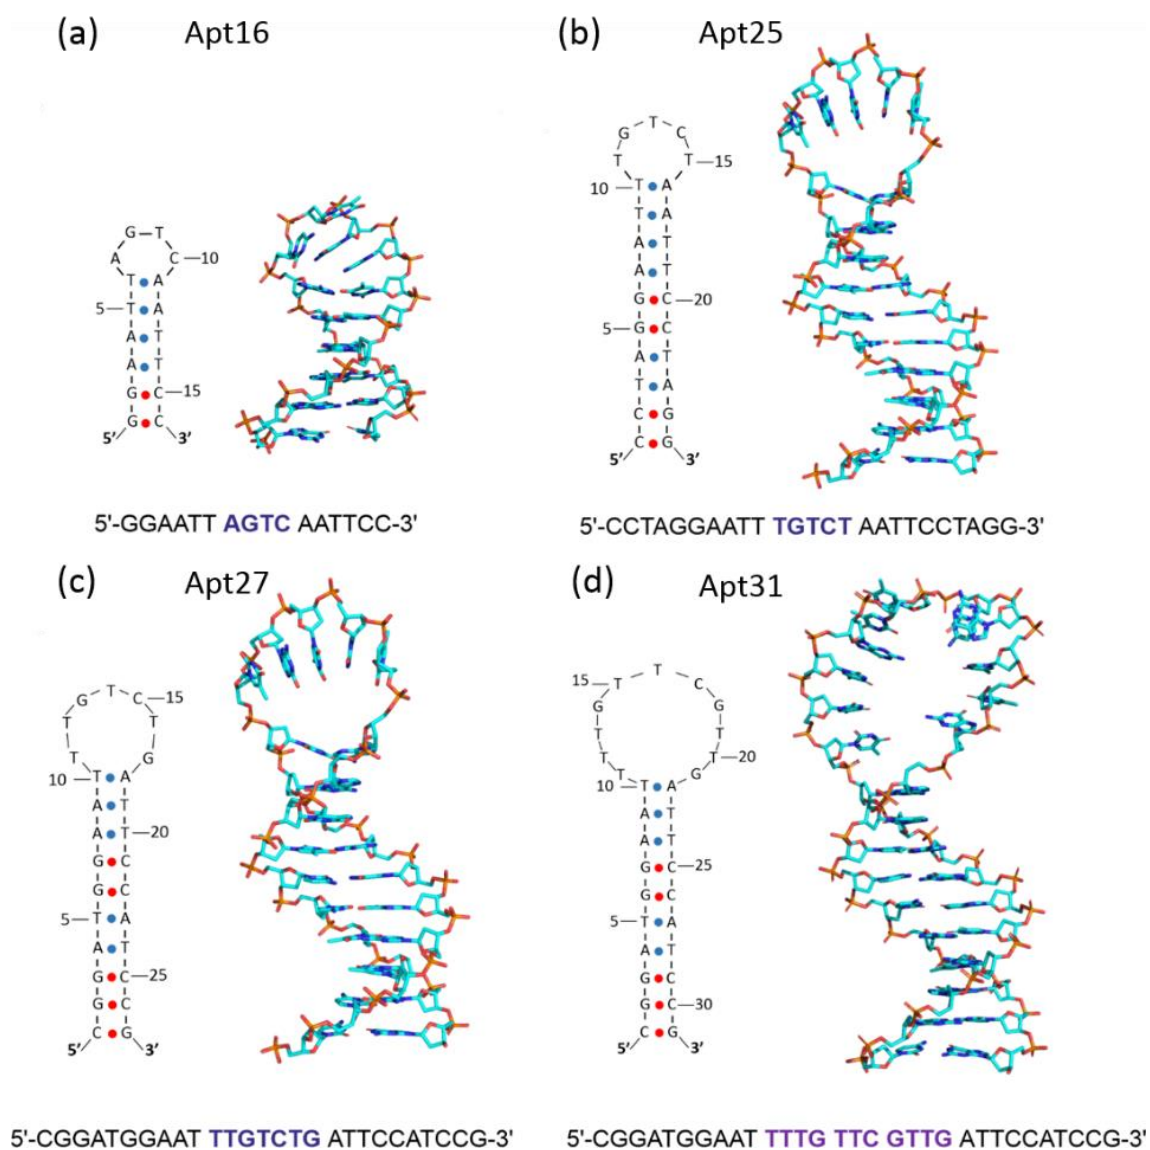 (a) Apt16
G T
A C 10
T A
5 T A
A T
A T
G C 15
G C
5' 3'
5'-GGAATT AGTC AATTCC-3'
(b) Apt25
T
G C
T T 15
10 T A
T A
A T
A T
G C 20
5 G C
A T
T A
C G
C G
5' 3'
5'-CCTAGGAATT TGTCT AATTCCTAGG-3'
(c) Apt27
T
G C 15
T T
T G
10 T A
A T
A T 20
G C
G C
5 T A
A T
G C 25
G C
C G
5' 3'
5'-CGGATGGAAT TTGTCTG ATTCCATCCG-3'
(d) Apt31
T
15 T C
G G
T T
T T 20
T G
10 T A
A T
A T
G C 25
G C
5 T A
A T
G C
G C 30
C G
5' 3'
5'-CGGATGGAAT TTTG TTC GTTG ATTCCATCCG-3'